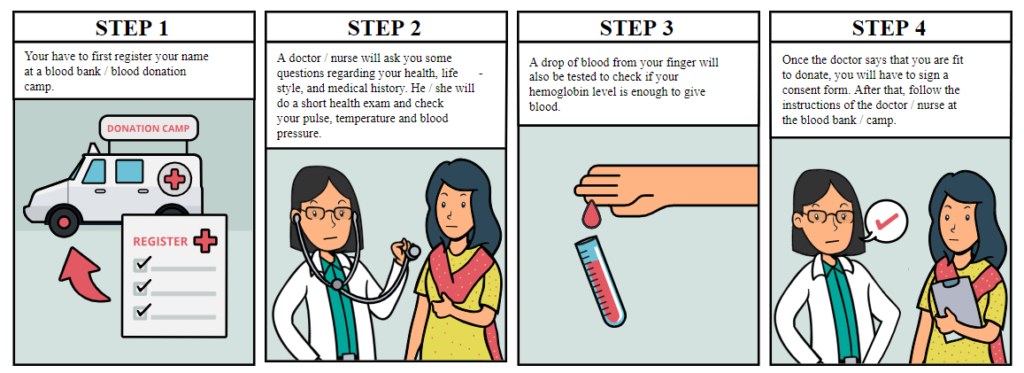 STEP 1
Your have to first register your name
at a blood bank / blood donation
camp.
DONATION CAMP
REGISTER
STEP 2
A doctor / nurse will ask you some
questions regarding your health, life -
style, and medical history. He / she will
do a short health exam and check
your pulse, temperature and blood
pressure.
STEP 3
A drop of blood from your finger will
also be tested to check if your
hemoglobin level is enough to give
blood.
STEP 4
Once the doctor says that you are fit
to donate, you will have to sign a
consent form. After that, follow the
instructions of the doctor / nurse at
the blood bank / camp.